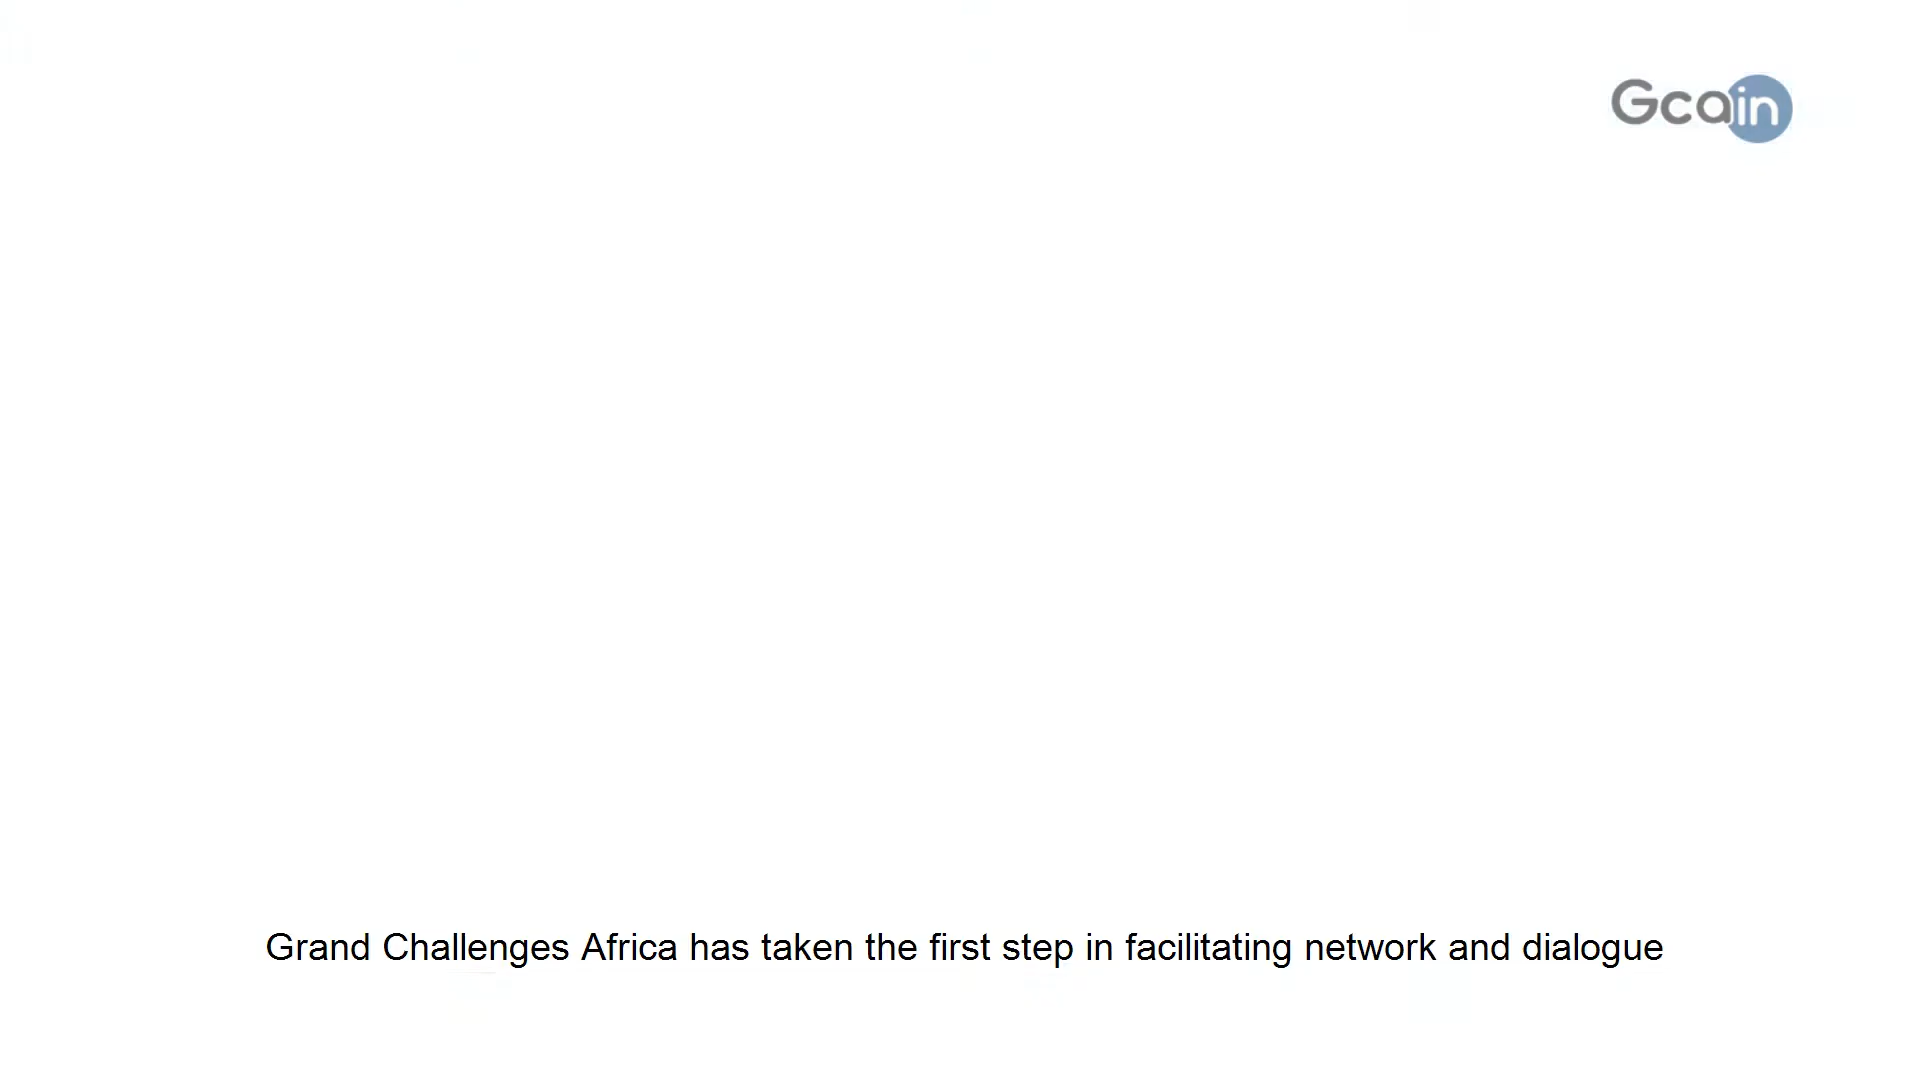 Gcain
Grand Challenges Africa has taken the first step in facilitating network and dialogue